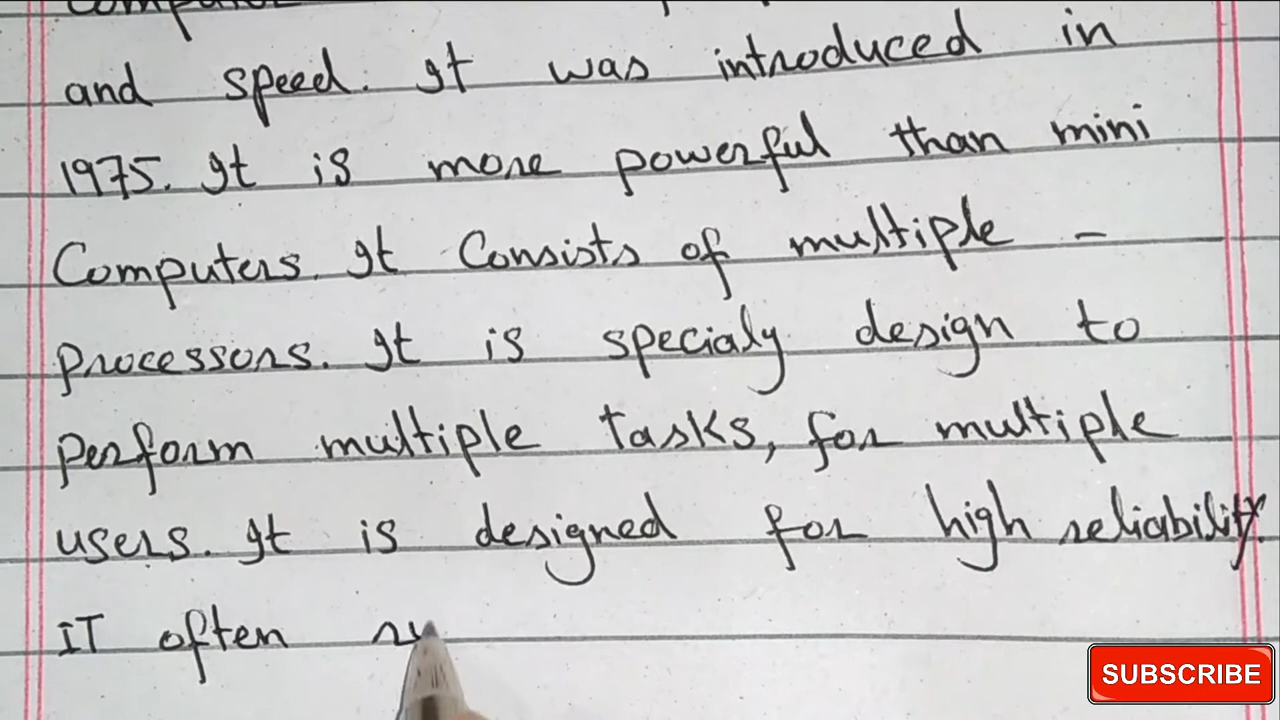 and speed. It was introduced in
1975. It is more powerful than mini
Computers. It Consists of multiple -
processors. It is specialy design to
perform multiple tasks, for multiple
users. It is designed for high reliability.
IT often
SUBSCRIBE